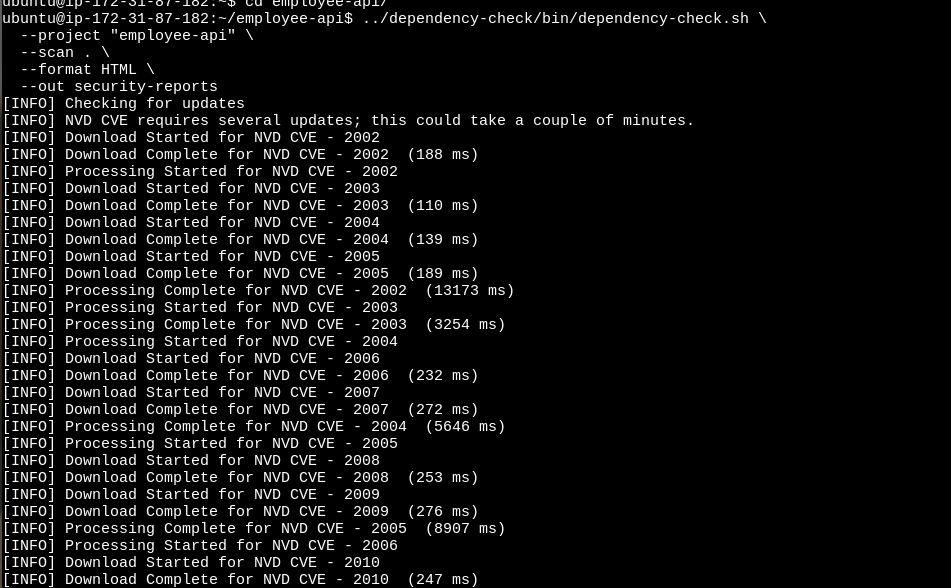 ubuntu@ip-172-31-87-182:~$ cd employee-api/
ubuntu@ip-172-31-87-182:~/employee-api$ ../dependency-check/bin/dependency-check.sh \
  --project "employee-api" \
  --scan . \
  --format HTML \
  --out security-reports
[INFO] Checking for updates
[INFO] NVD CVE requires several updates; this could take a couple of minutes.
[INFO] Download Started for NVD CVE - 2002
[INFO] Download Complete for NVD CVE - 2002  (188 ms)
[INFO] Processing Started for NVD CVE - 2002
[INFO] Download Started for NVD CVE - 2003
[INFO] Download Complete for NVD CVE - 2003  (110 ms)
[INFO] Download Started for NVD CVE - 2004
[INFO] Download Complete for NVD CVE - 2004  (139 ms)
[INFO] Download Started for NVD CVE - 2005
[INFO] Download Complete for NVD CVE - 2005  (189 ms)
[INFO] Processing Complete for NVD CVE - 2002  (13173 ms)
[INFO] Processing Started for NVD CVE - 2003
[INFO] Processing Complete for NVD CVE - 2003  (3254 ms)
[INFO] Processing Started for NVD CVE - 2004
[INFO] Download Started for NVD CVE - 2006
[INFO] Download Complete for NVD CVE - 2006  (232 ms)
[INFO] Download Started for NVD CVE - 2007
[INFO] Download Complete for NVD CVE - 2007  (272 ms)
[INFO] Processing Complete for NVD CVE - 2004  (5646 ms)
[INFO] Processing Started for NVD CVE - 2005
[INFO] Download Started for NVD CVE - 2008
[INFO] Download Complete for NVD CVE - 2008  (253 ms)
[INFO] Download Started for NVD CVE - 2009
[INFO] Download Complete for NVD CVE - 2009  (276 ms)
[INFO] Processing Complete for NVD CVE - 2005  (8907 ms)
[INFO] Processing Started for NVD CVE - 2006
[INFO] Download Started for NVD CVE - 2010
[INFO] Download Complete for NVD CVE - 2010  (247 ms)